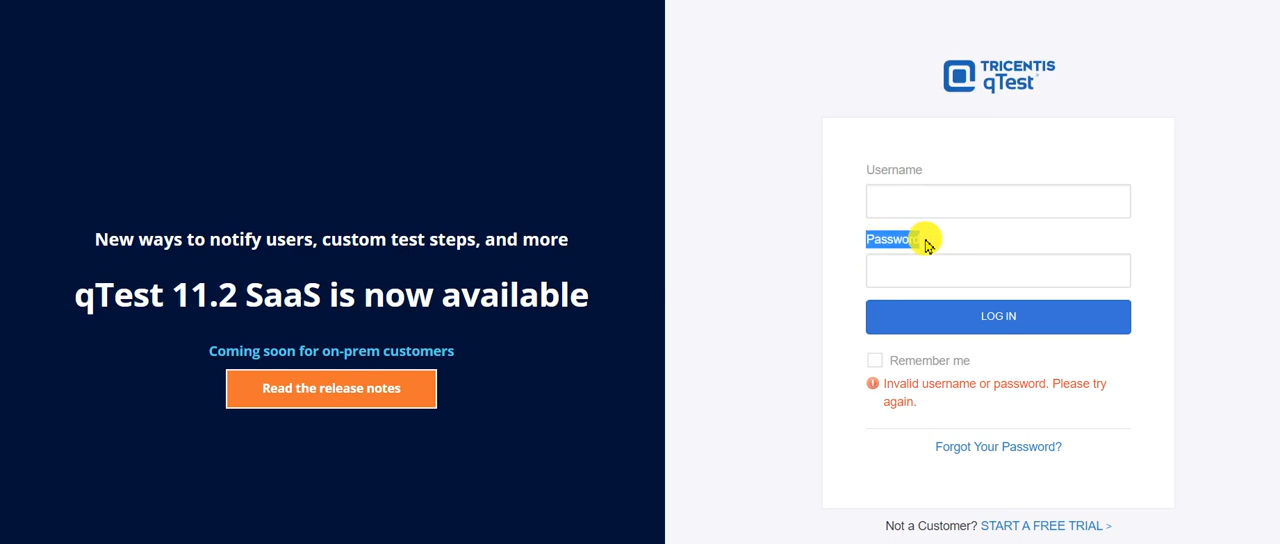 New ways to notify users, custom test steps, and more
qTest 11.2 SaaS is now available
Coming soon for on-prem customers
Read the release notes
TRICENTIS
qTest
Username
Password
LOG IN
Remember me
Invalid username or password. Please try
again.
Forgot Your Password?
Not a Customer? START A FREE TRIAL >